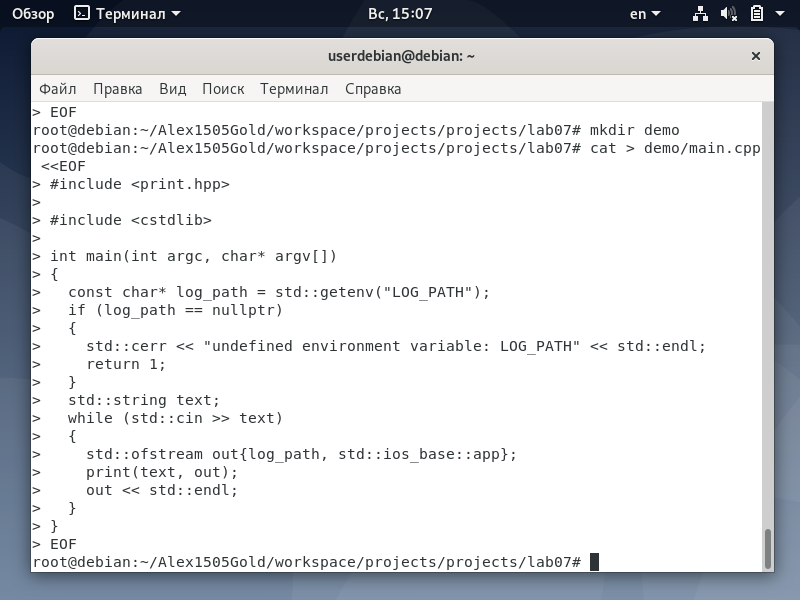 Обзор Терминал Вс, 15:07 en
userdebian@debian: ~ ×
Файл Правка Вид Поиск Терминал Справка
> EOF
root@debian:~/Alex1505Gold/workspace/projects/projects/lab07# mkdir demo
root@debian:~/Alex1505Gold/workspace/projects/projects/lab07# cat > demo/main.cpp
 <<EOF
> #include <print.hpp>
>
> #include <cstdlib>
>
> int main(int argc, char* argv[])
> {
>   const char* log_path = std::getenv("LOG_PATH");
>   if (log_path == nullptr)
>   {
>     std::cerr << "undefined environment variable: LOG_PATH" << std::endl;
>     return 1;
>   }
>   std::string text;
>   while (std::cin >> text)
>   {
>     std::ofstream out{log_path, std::ios_base::app};
>     print(text, out);
>     out << std::endl;
>   }
> }
> EOF
root@debian:~/Alex1505Gold/workspace/projects/projects/lab07#